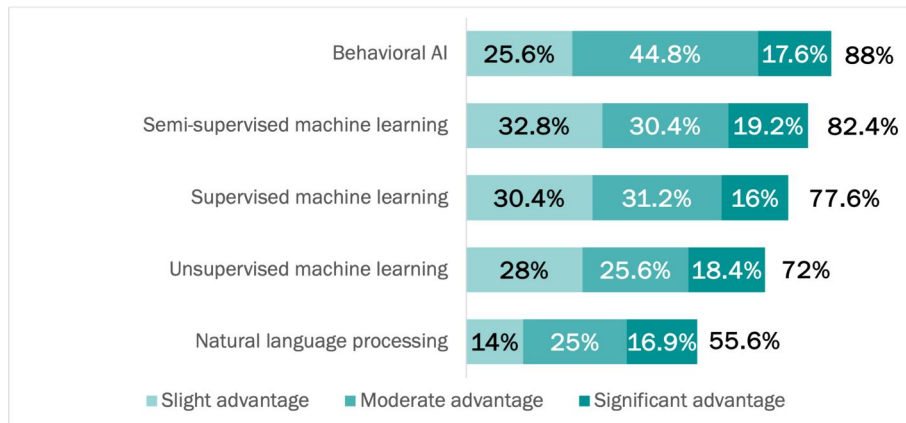 Behavioral AI 25.6% 44.8% 17.6% 88%
Semi-supervised machine learning 32.8% 30.4% 19.2% 82.4%
Supervised machine learning 30.4% 31.2% 16% 77.6%
Unsupervised machine learning 28% 25.6% 18.4% 72%
Natural language processing 14% 25% 16.9% 55.6%
Slight advantage Moderate advantage Significant advantage